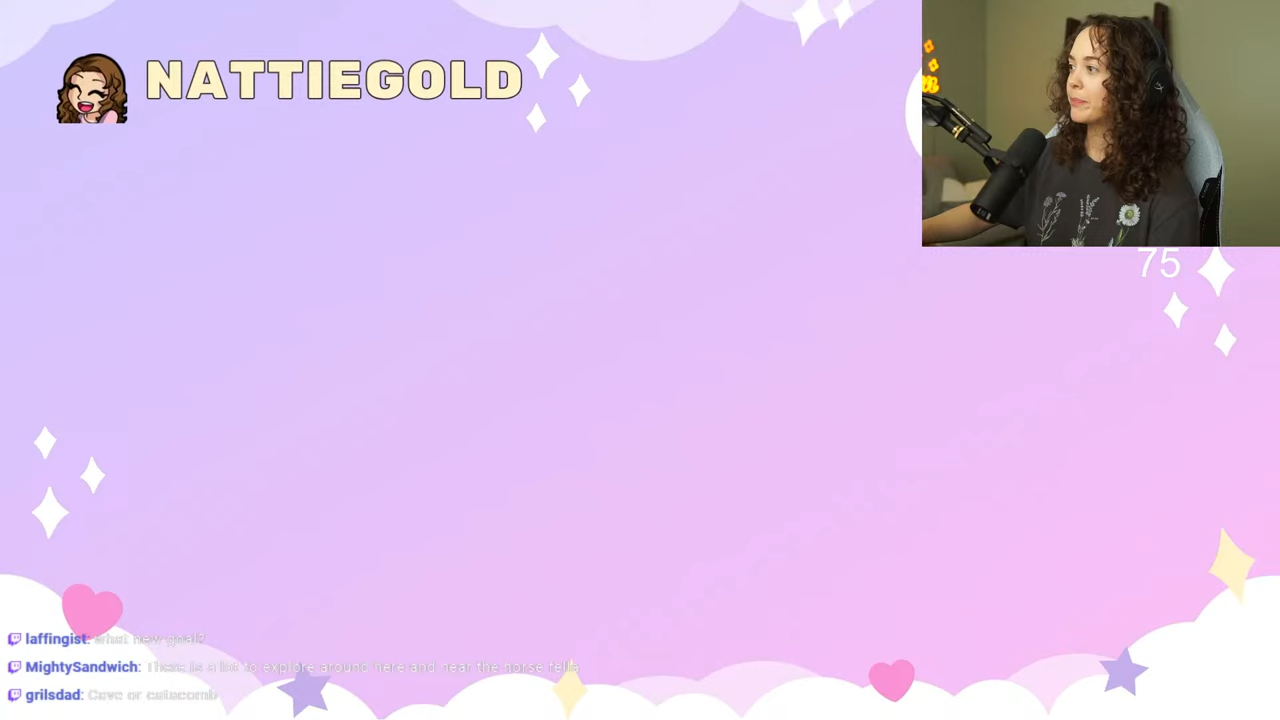 NATTIEGOLD
75
laffingist: what new goal?
MightySandwich: There is a lot to explore around here and near the horse fella
grilsdad: Cave or catacomb